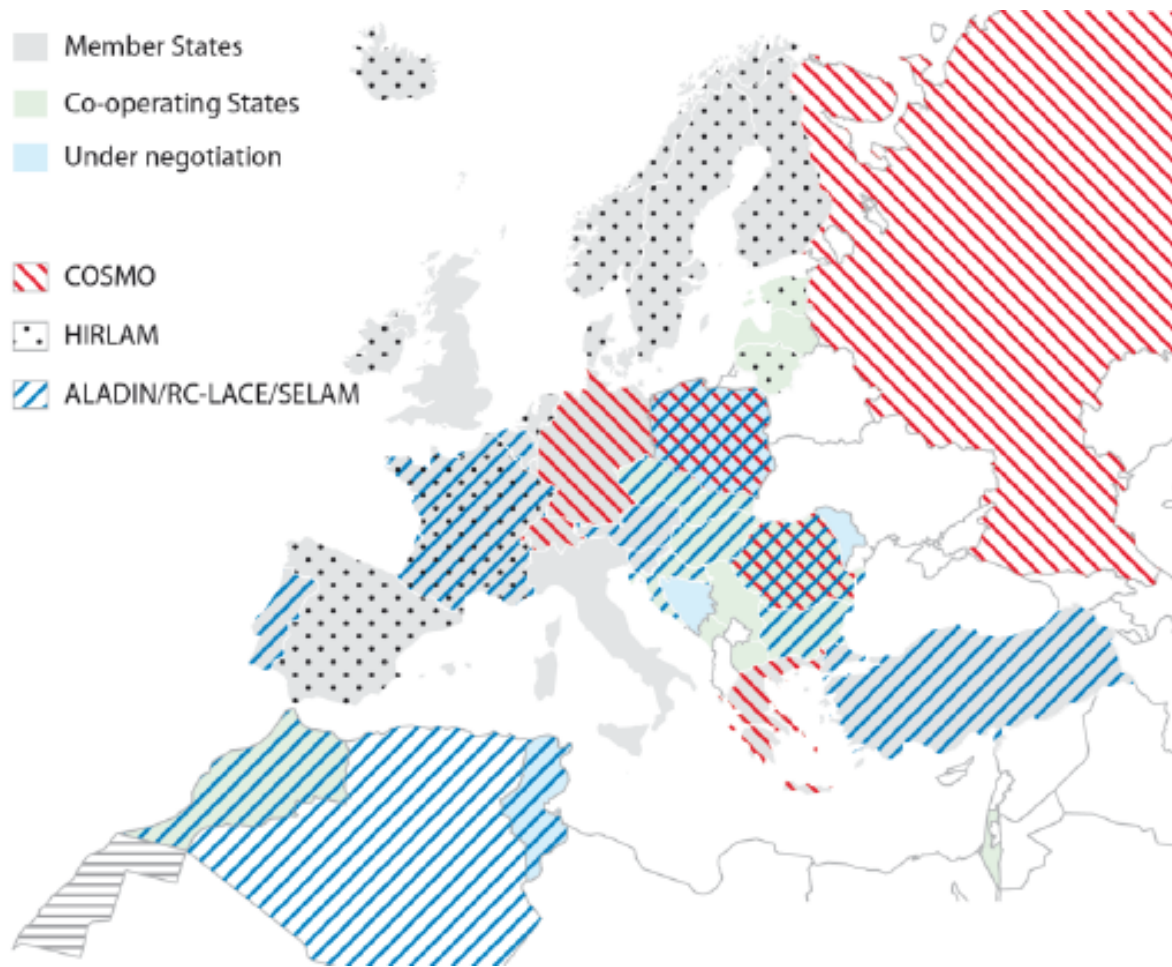 Member States
Co-operating States
Under negotiation
COSMO
HIRLAM
ALADIN/RC-LACE/SELAM